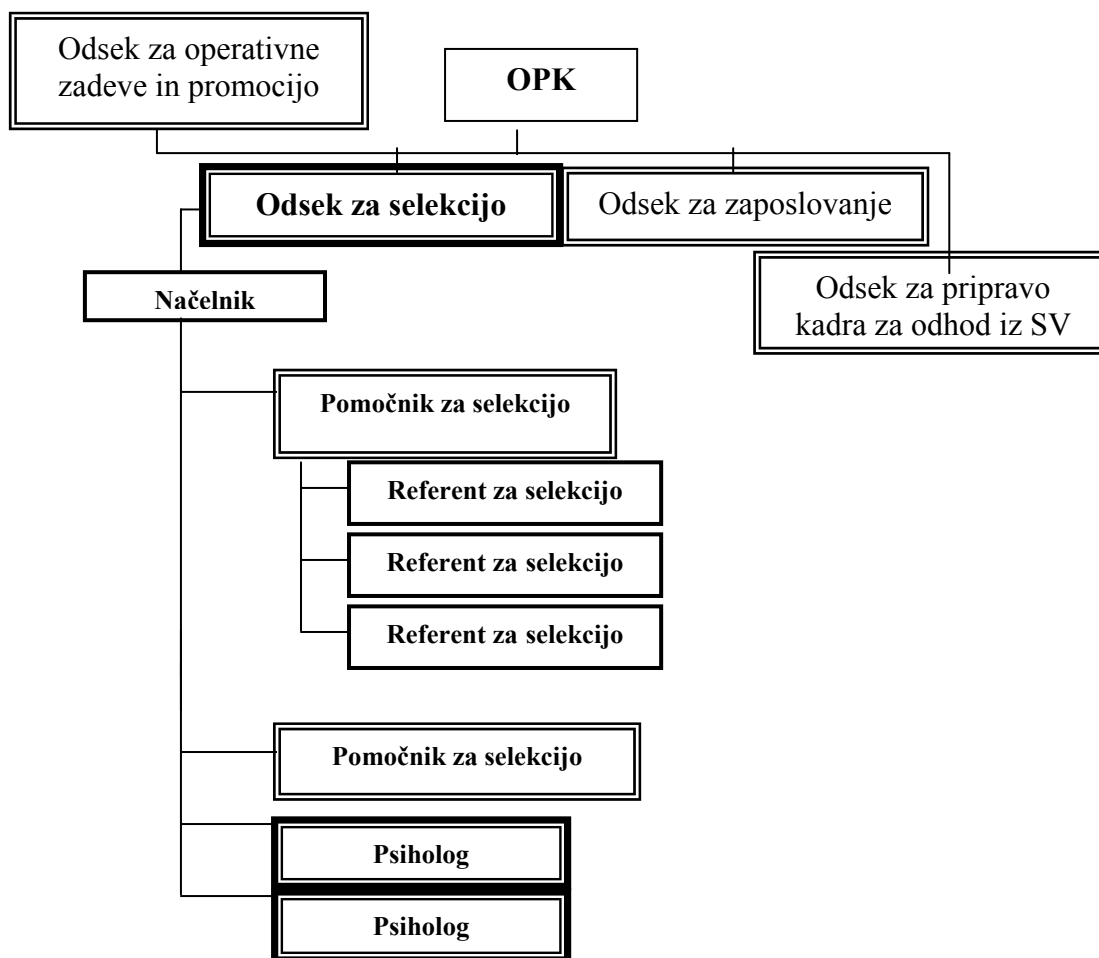 Odsek za operativne
zadeve in promocijo
OPK
Odsek za selekcijo
Odsek za zaposlovanje
Načelnik
Odsek za pripravo
kadra za odhod iz SV
Pomočnik za selekcijo
Referent za selekcijo
Referent za selekcijo
Referent za selekcijo
Pomočnik za selekcijo
Psiholog
Psiholog